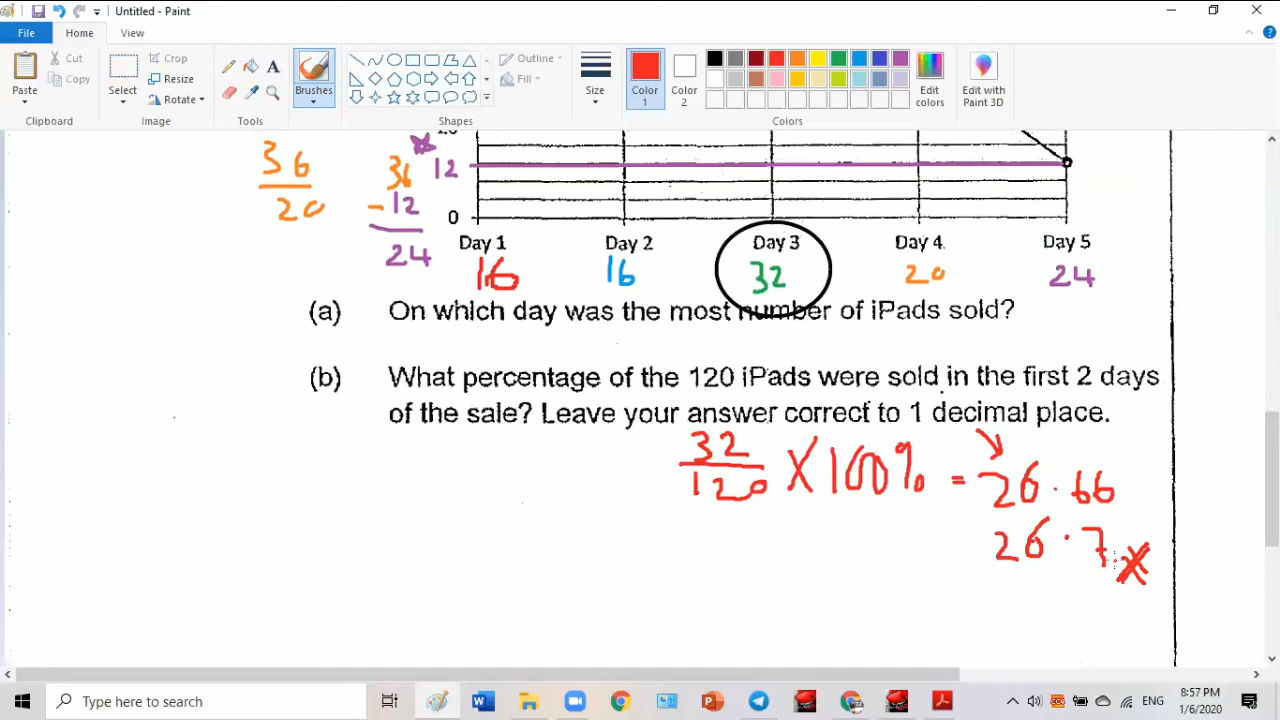 Untitled - Paint
File Home View
Paste
Cut
Copy
Clipboard
Select
Crop
Resize
Rotate
Image
Tools
Brushes
Outline
Fill
Shapes
Size
Color 1
Color 2
Edit colors
Edit with Paint 3D
Colors
36
20
36
- 12
24
12
0
Day 1 Day 2 Day 3 Day 4 Day 5
16 16 32 20 24
(a) On which day was the most number of iPads sold?
(b) What percentage of the 120 iPads were sold in the first 2 days
of the sale? Leave your answer correct to 1 decimal place.
32
120
X 100% = 26.66
26.7
Type here to search
ENG
8:57 PM
1/6/2020